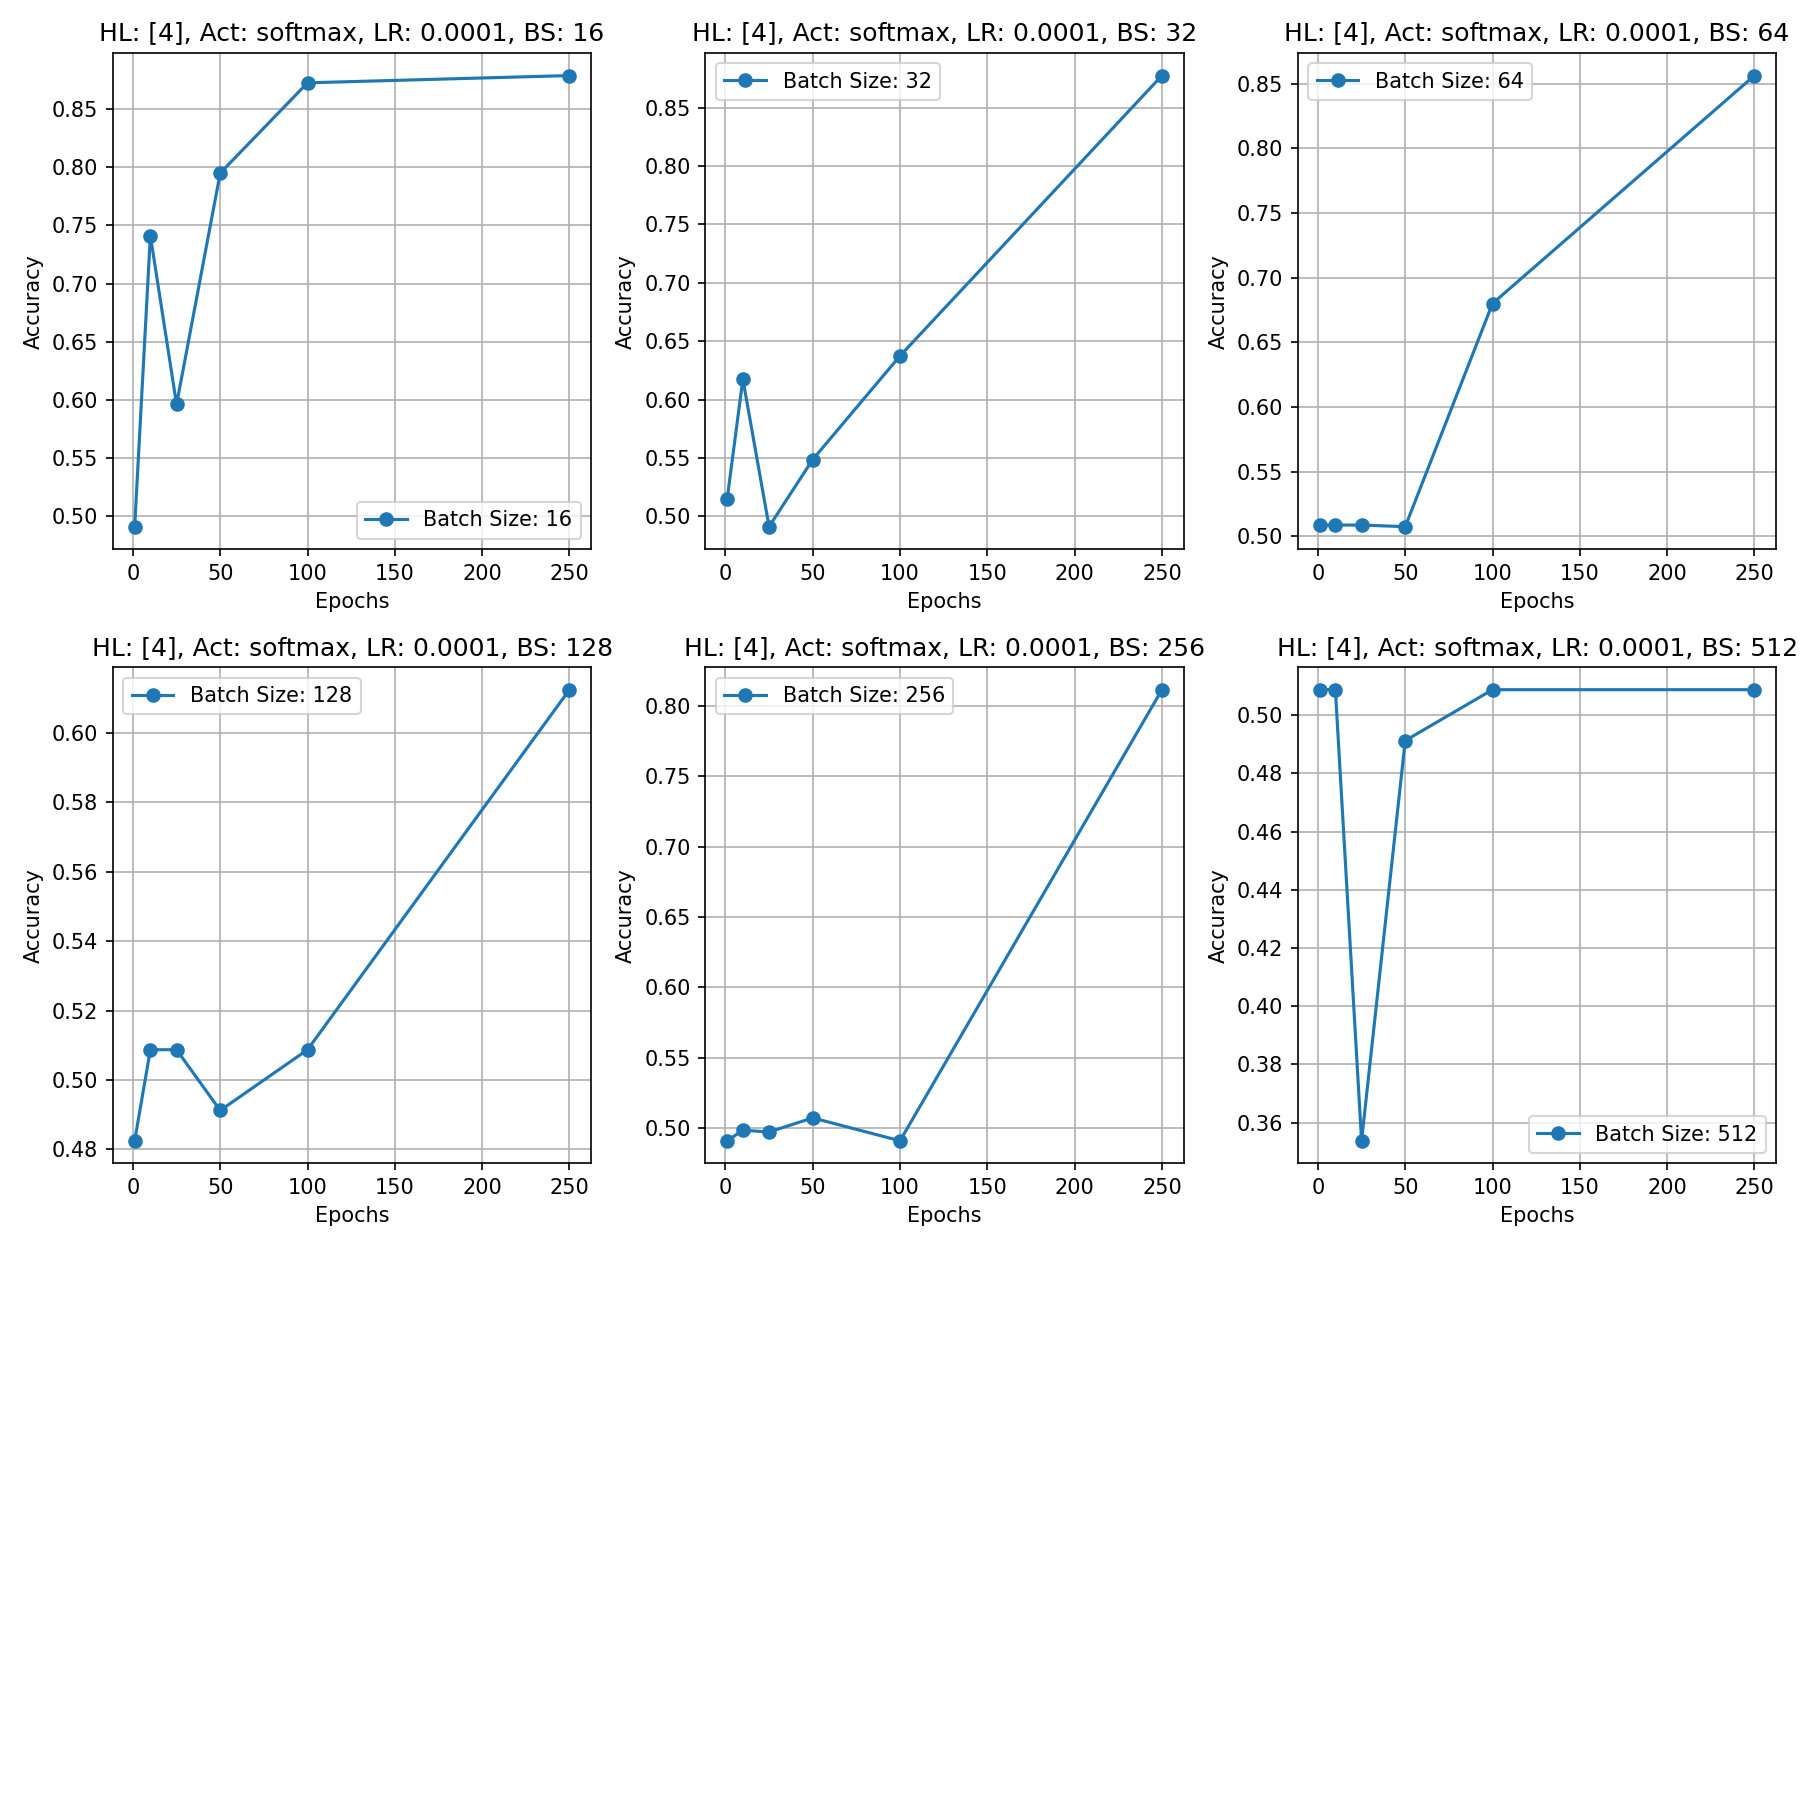 HL: [4], Act: softmax, LR: 0.0001, BS: 16
Accuracy
0.85
0.80
0.75
0.70
0.65
0.60
0.55
0.50
Batch Size: 16
0 50 100 150 200 250
Epochs
HL: [4], Act: softmax, LR: 0.0001, BS: 32
Batch Size: 32
Accuracy
0.85
0.80
0.75
0.70
0.65
0.60
0.55
0.50
0 50 100 150 200 250
Epochs
HL: [4], Act: softmax, LR: 0.0001, BS: 64
Batch Size: 64
Accuracy
0.85
0.80
0.75
0.70
0.65
0.60
0.55
0.50
0 50 100 150 200 250
Epochs
HL: [4], Act: softmax, LR: 0.0001, BS: 128
Batch Size: 128
Accuracy
0.60
0.58
0.56
0.54
0.52
0.50
0.48
0 50 100 150 200 250
Epochs
HL: [4], Act: softmax, LR: 0.0001, BS: 256
Batch Size: 256
Accuracy
0.80
0.75
0.70
0.65
0.60
0.55
0.50
0 50 100 150 200 250
Epochs
HL: [4], Act: softmax, LR: 0.0001, BS: 512
Accuracy
0.50
0.48
0.46
0.44
0.42
0.40
0.38
0.36
Batch Size: 512
0 50 100 150 200 250
Epochs